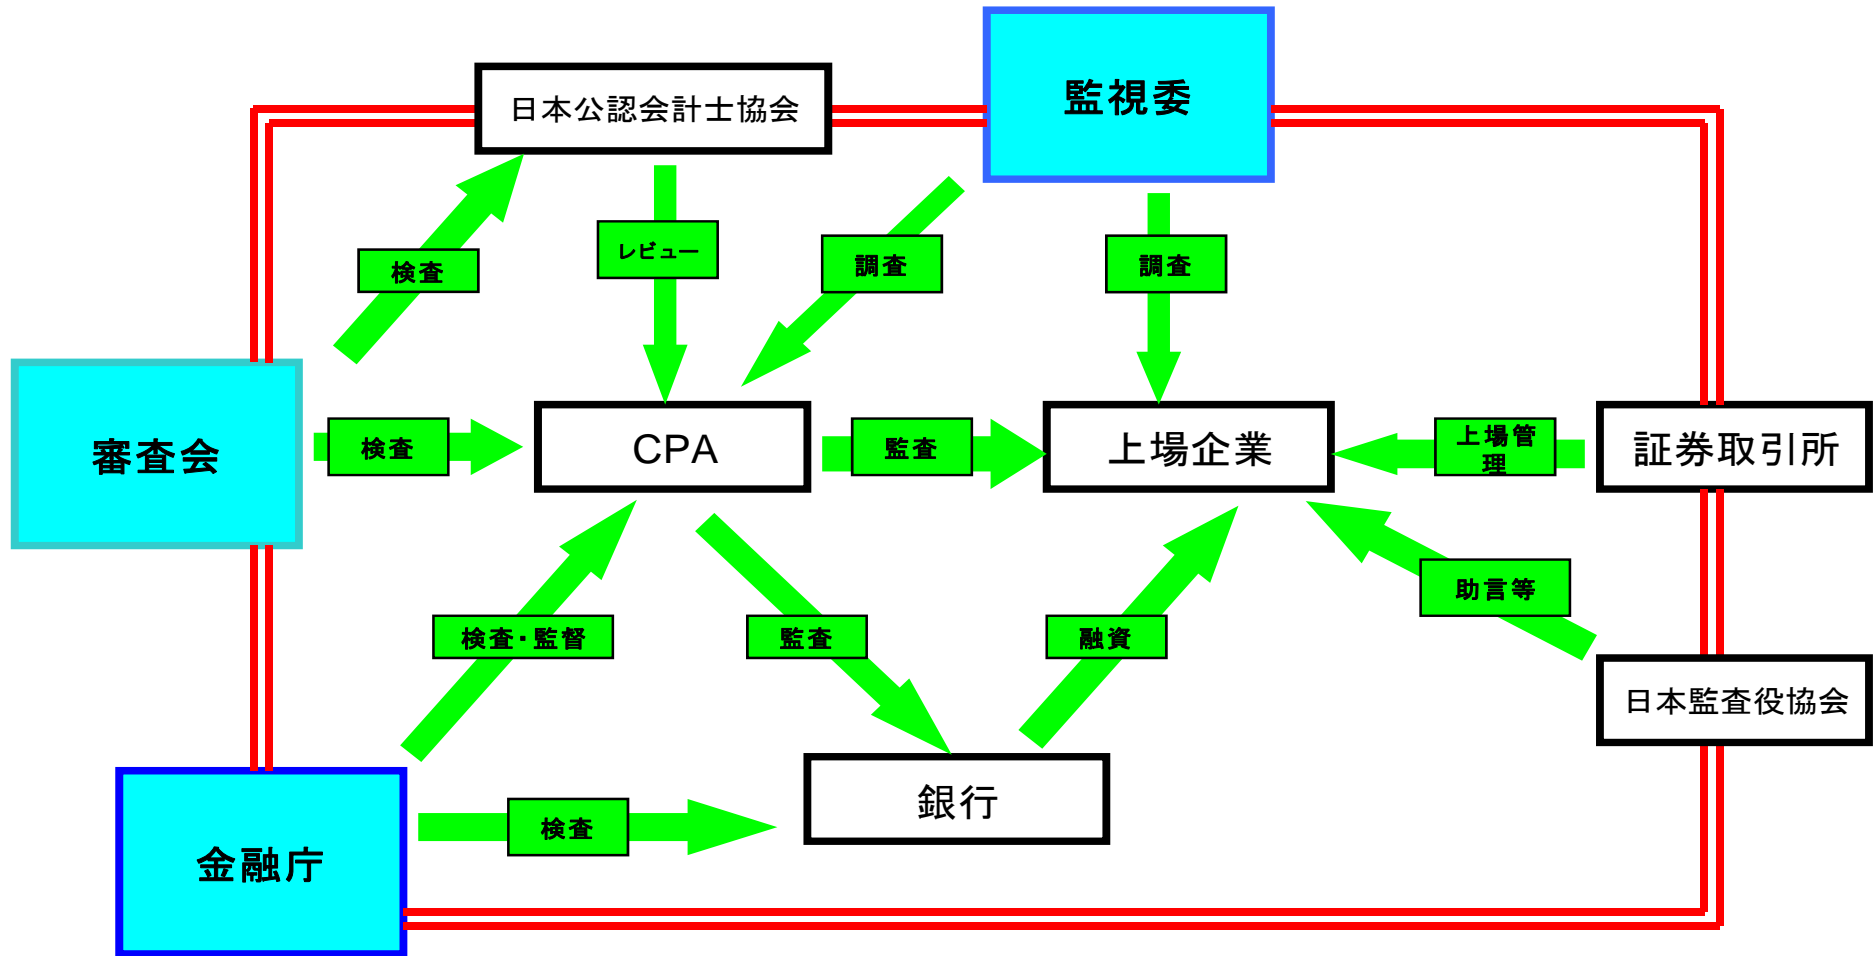 監視委
日本公認会計士協会
検査
レビュー
調査
調査
審査会
検査
CPA
監査
上場企業
上場管
理
証券取引所
検査・監督
監査
融資
助言等
日本監査役協会
金融庁
検査
銀行